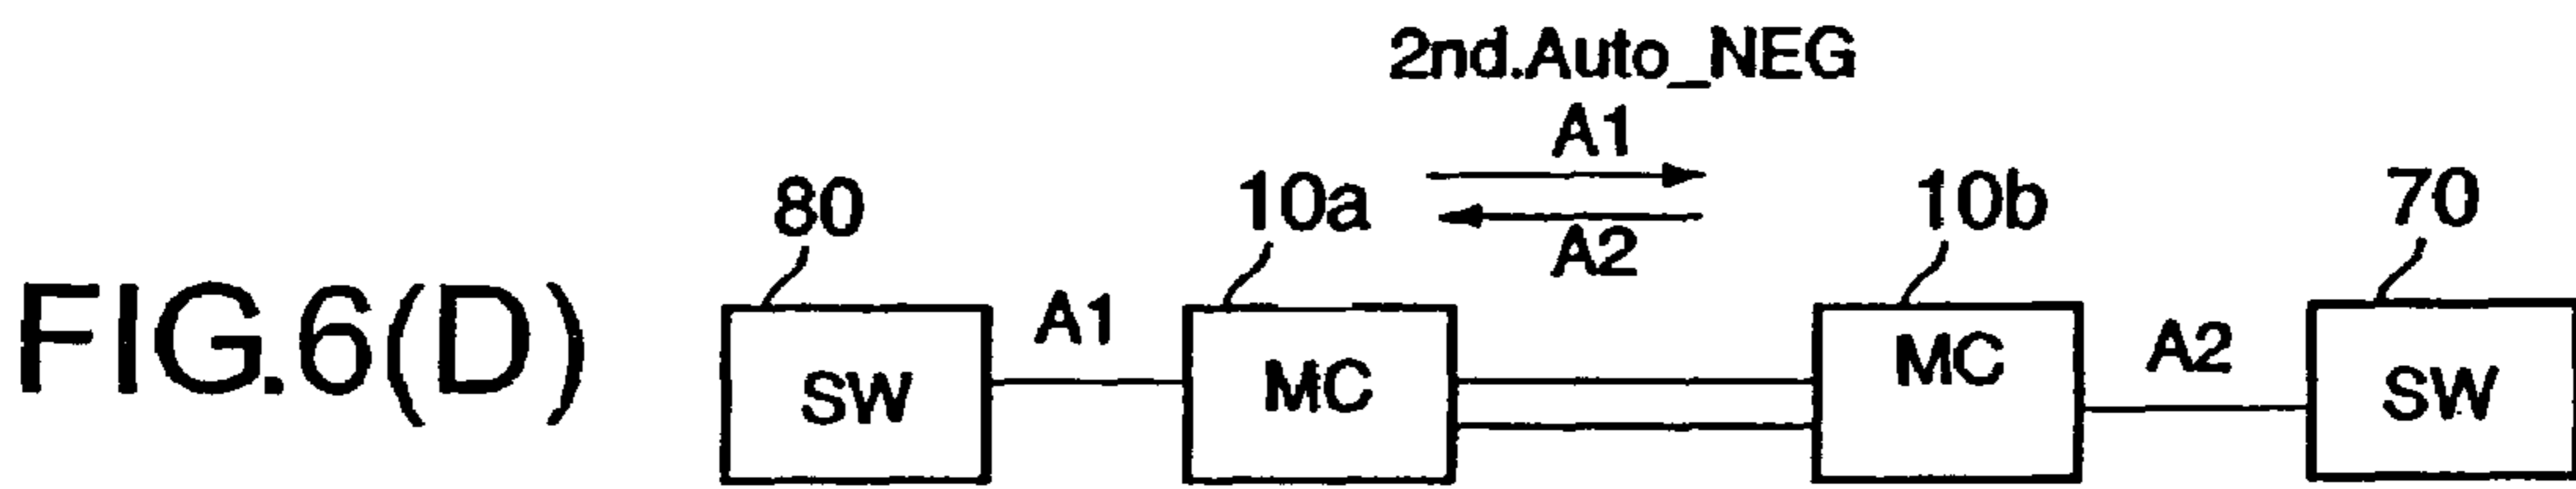 2nd.Auto_NEG
A1
80
10a
10b
70
A2
FIG.6(D)
SW
A1
MC
MC
A2
SW